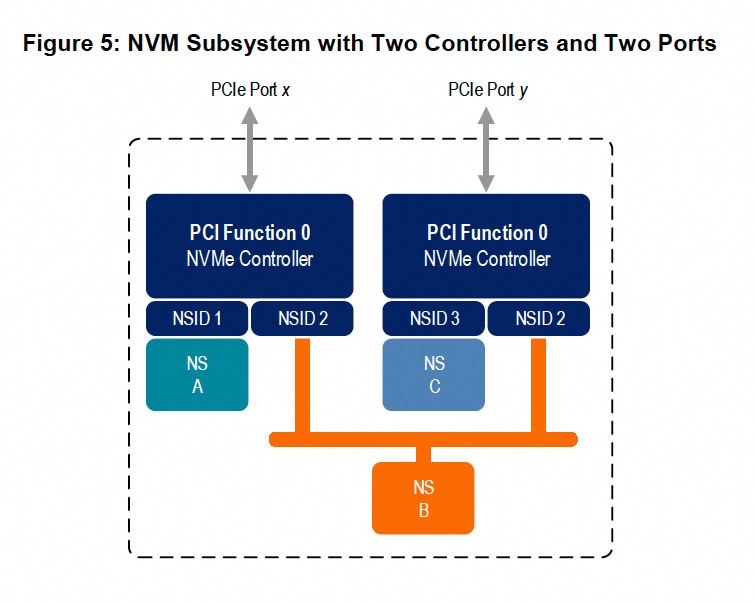 Figure 5: NVM Subsystem with Two Controllers and Two Ports
PCIe Port x
PCIe Port y
PCI Function 0
NVMe Controller
PCI Function 0
NVMe Controller
NSID 1
NSID 2
NSID 3
NSID 2
NS
A
NS
C
NS
B